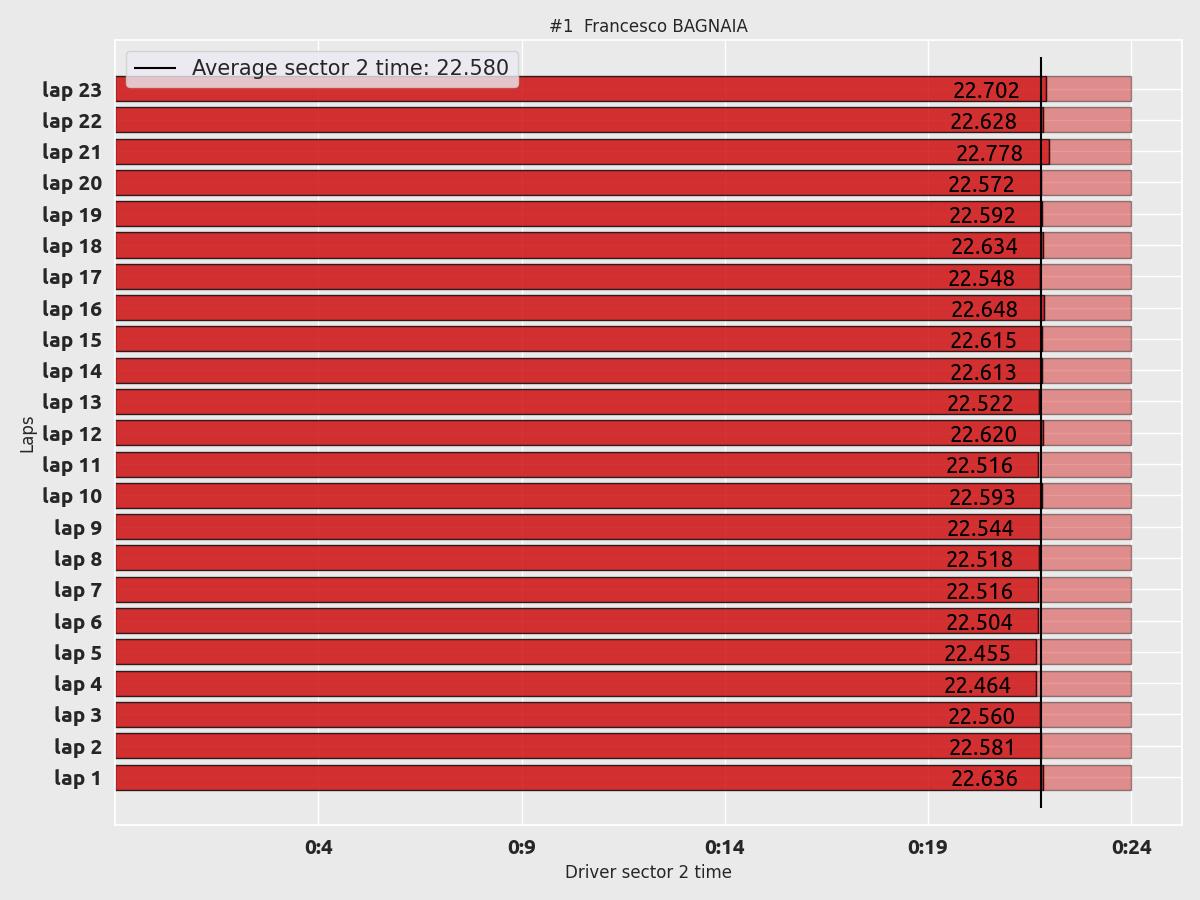 #1  Francesco BAGNAIA
Average sector 2 time: 22.580
lap 23 22.702
lap 22 22.628
lap 21 22.778
lap 20 22.572
lap 19 22.592
lap 18 22.634
lap 17 22.548
lap 16 22.648
lap 15 22.615
lap 14 22.613
lap 13 22.522
lap 12 22.620
lap 11 22.516
lap 10 22.593
lap 9 22.544
lap 8 22.518
lap 7 22.516
lap 6 22.504
lap 5 22.455
lap 4 22.464
lap 3 22.560
lap 2 22.581
lap 1 22.636
Laps
0:4 0:9 0:14 0:19 0:24
Driver sector 2 time